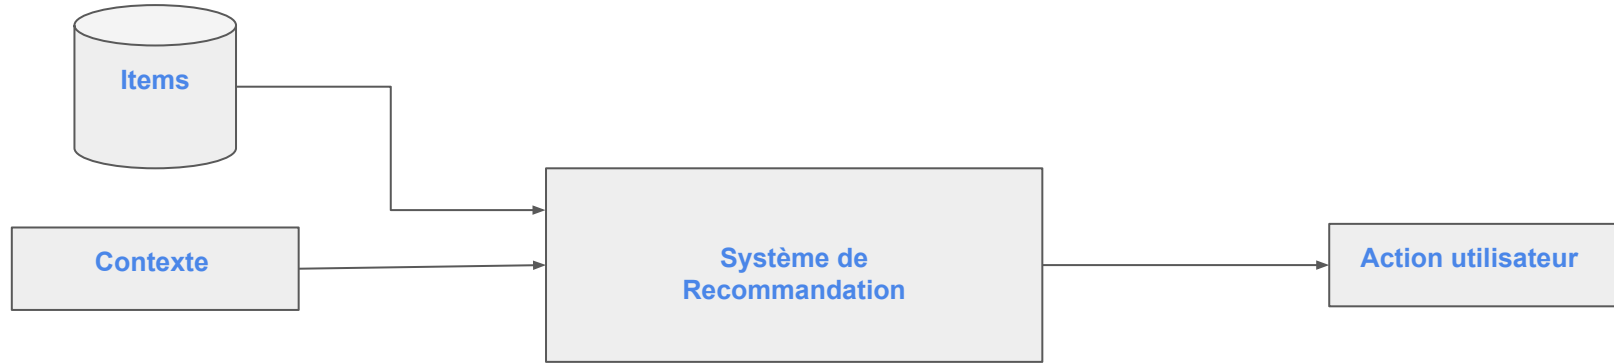 Items
Contexte
Système de
Recommandation
Action utilisateur